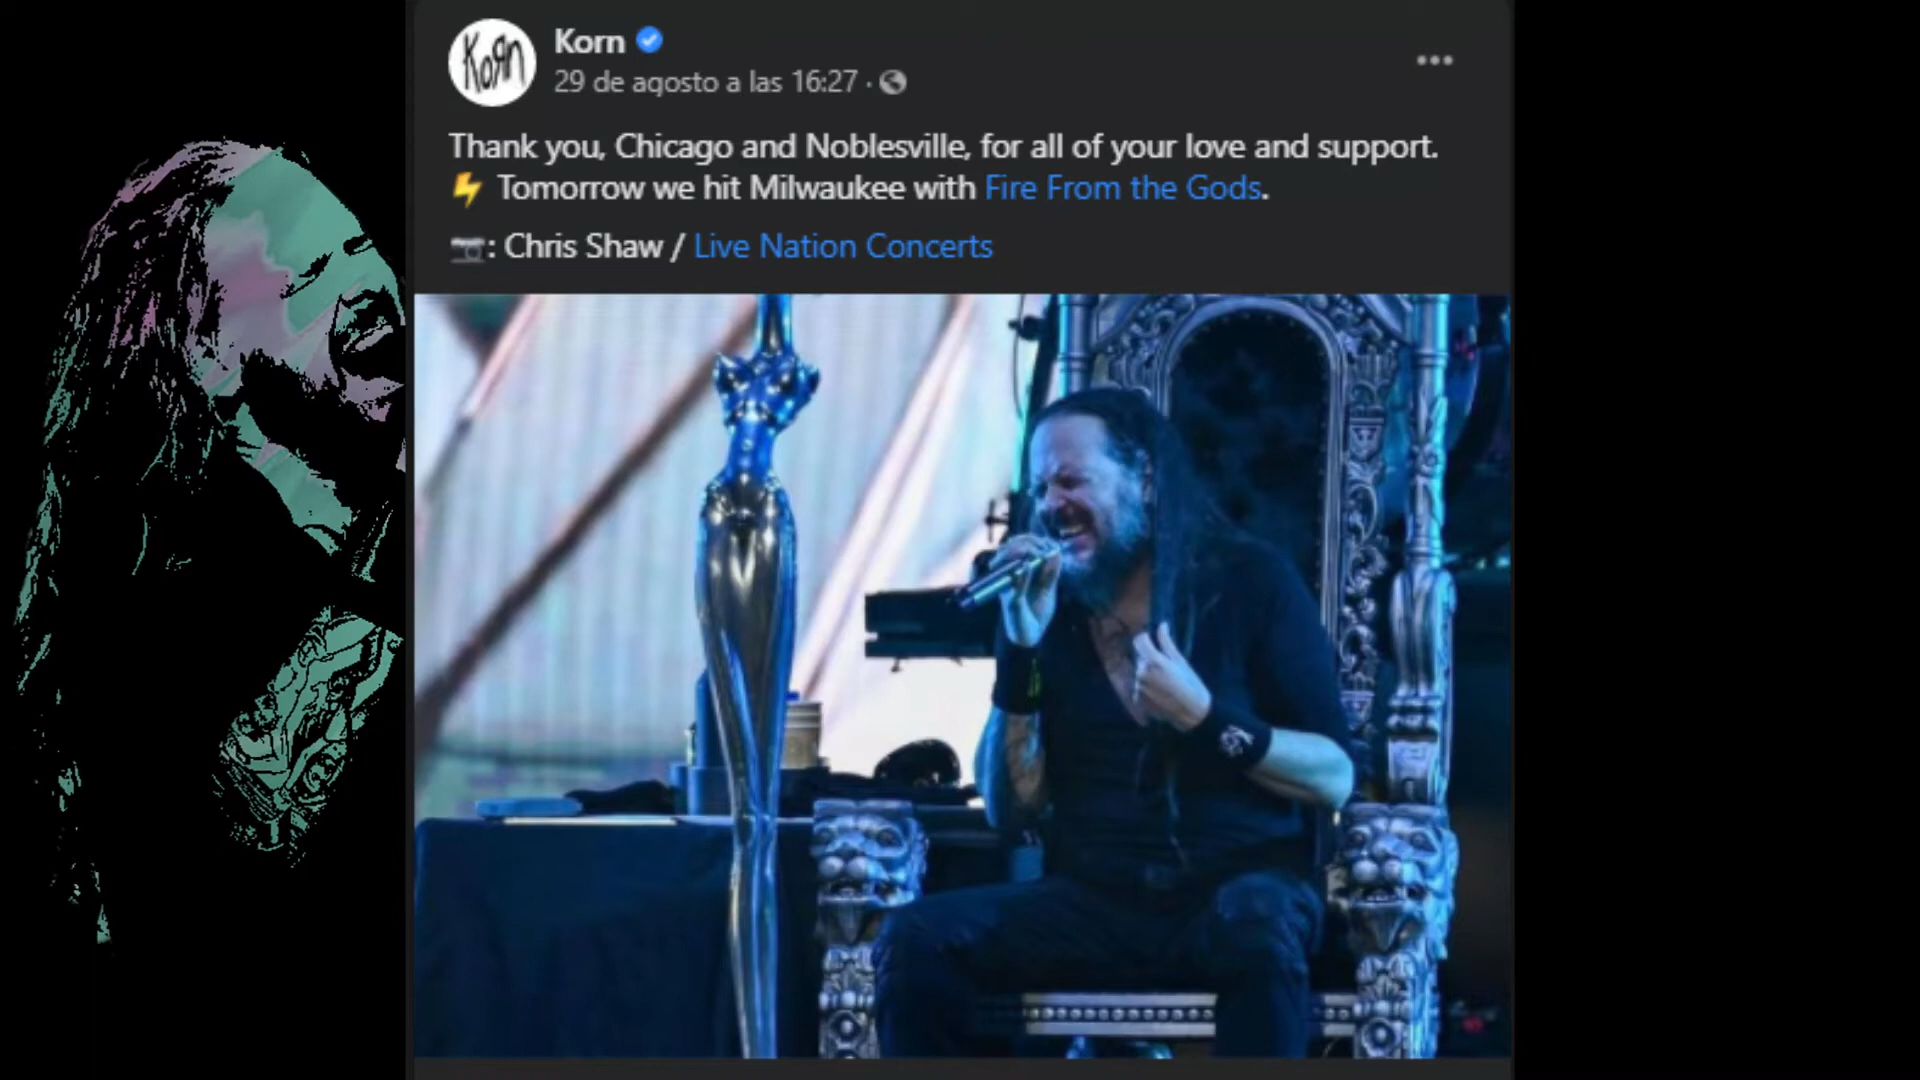 KoЯn
Korn
29 de agosto a las 16:27 ·
Thank you, Chicago and Noblesville, for all of your love and support.
⚡ Tomorrow we hit Milwaukee with Fire From the Gods.
📷: Chris Shaw / Live Nation Concerts